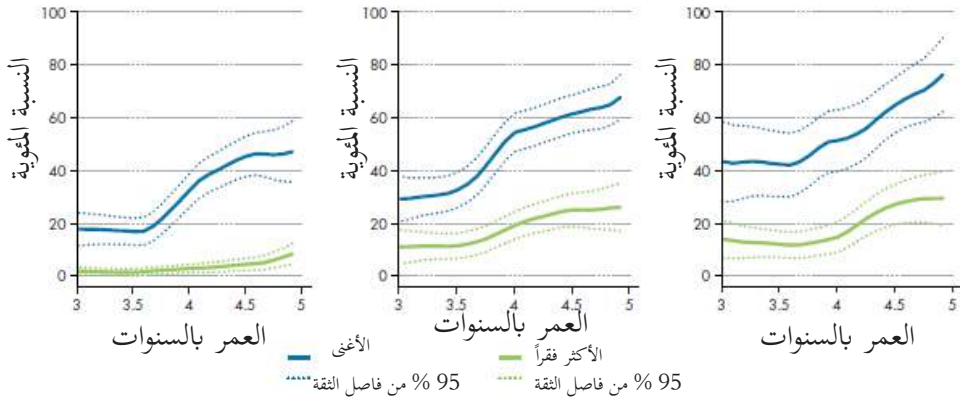 النسبة المئوية
100
80
60
40
20
0
3 3.5 4 4.5 5
العمر بالسنوات
النسبة المئوية
100
80
60
40
20
0
3 3.5 4 4.5 5
العمر بالسنوات
النسبة المئوية
100
80
60
40
20
0
3 3.5 4 4.5 5
العمر بالسنوات
الأغنى
95 % من فاصل الثقة
الأكثر فقراً
95 % من فاصل الثقة